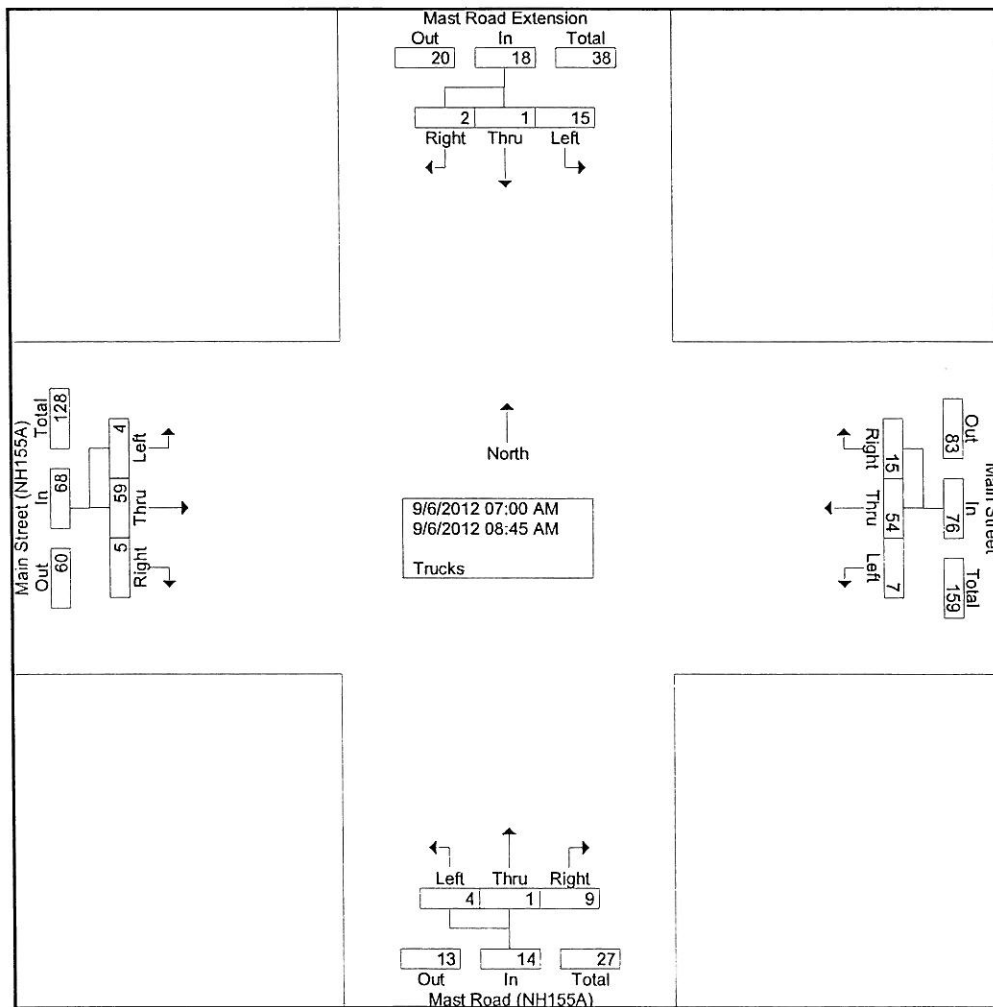 Mast Road Extension
Out In Total
20 18 38
2 1 15
Right Thru Left
Main Street (NH155A)
Total In Out
128 68 60
4 59 5
Left Thru Right
North
9/6/2012 07:00 AM
9/6/2012 08:45 AM
Trucks
Right Thru Left
15 54 7
Out In Total
83 76 159
Main Street
Left Thru Right
4 1 9
13 14 27
Out In Total
Mast Road (NH155A)